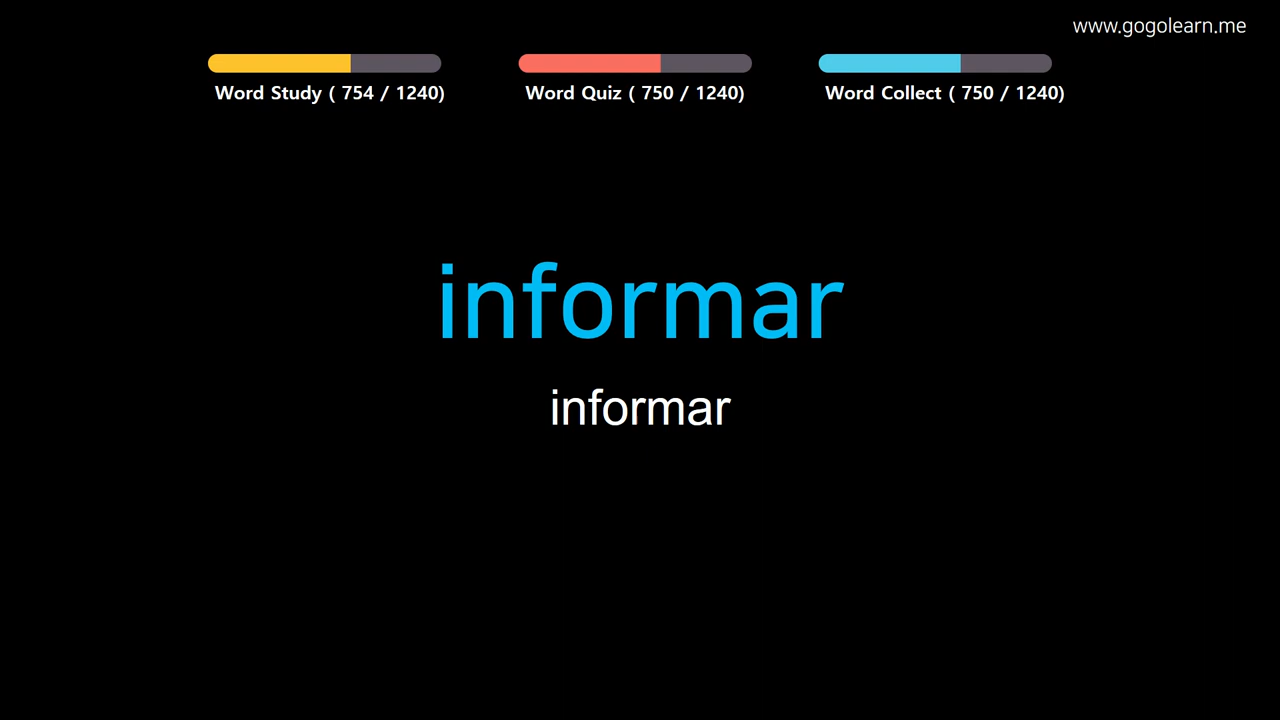 www.gogolearn.me
Word Study ( 754 / 1240)
Word Quiz ( 750 / 1240)
Word Collect ( 750 / 1240)
informar
informar